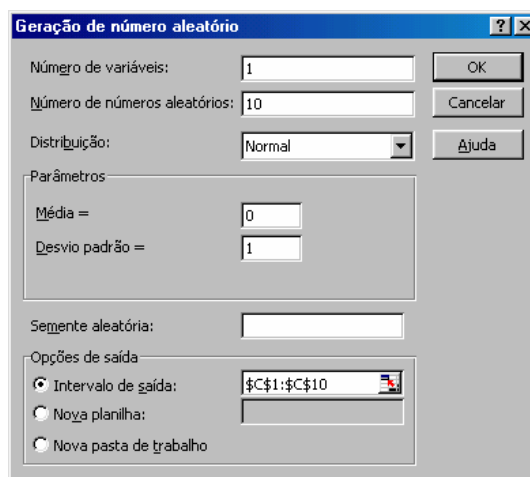 Geração de número aleatório
Número de variáveis: 1 OK
Número de números aleatórios: 10 Cancelar
Distribuição: Normal Ajuda
Parâmetros
Média = 0
Desvio padrão = 1
Semente aleatória:
Opções de saída
Intervalo de saída: $C$1:$C$10
Nova planilha:
Nova pasta de trabalho